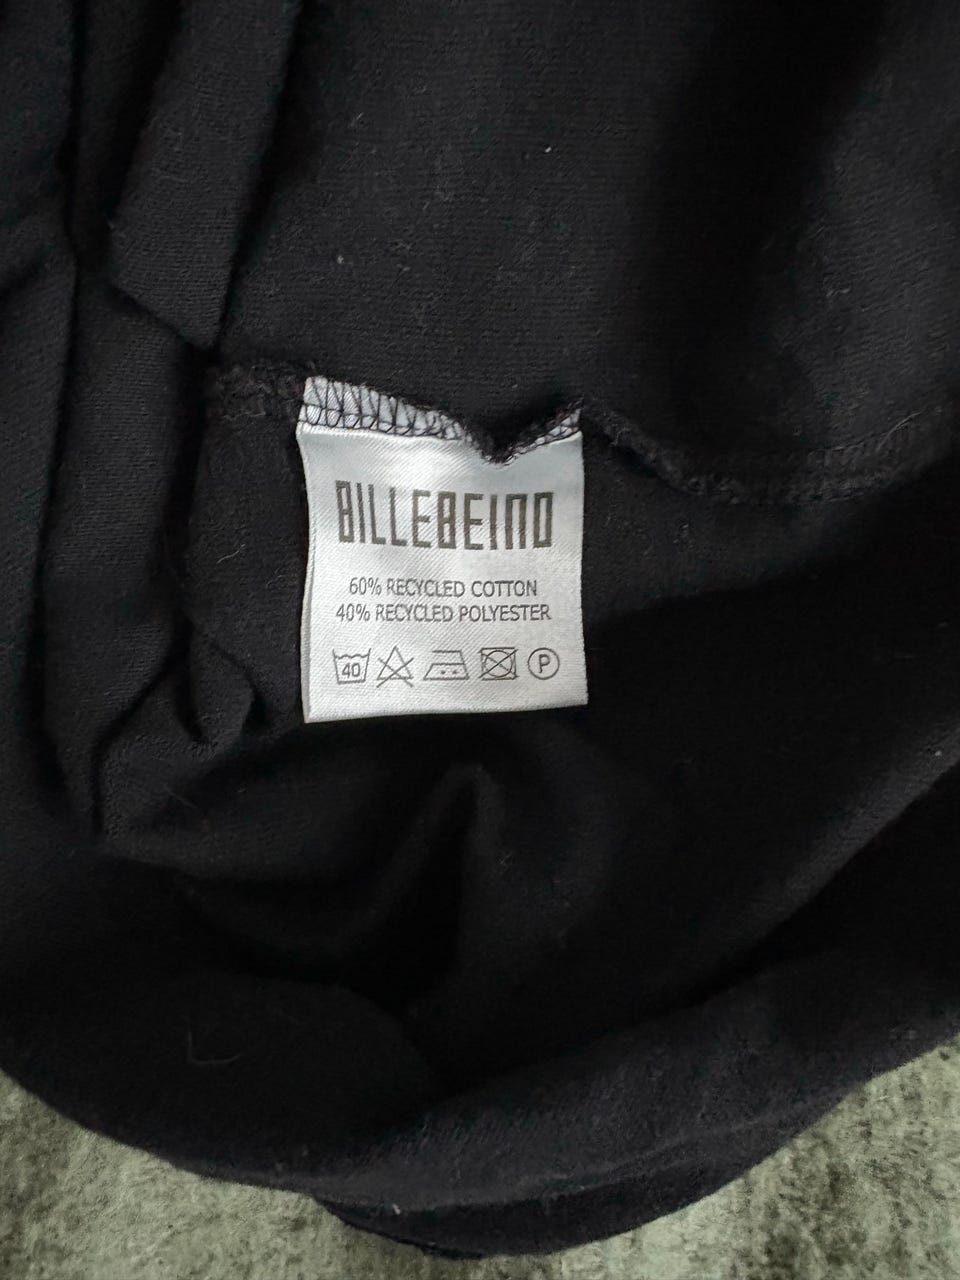 BILLEBEINO
60% RECYCLED COTTON
40% RECYCLED POLYESTER
40 P